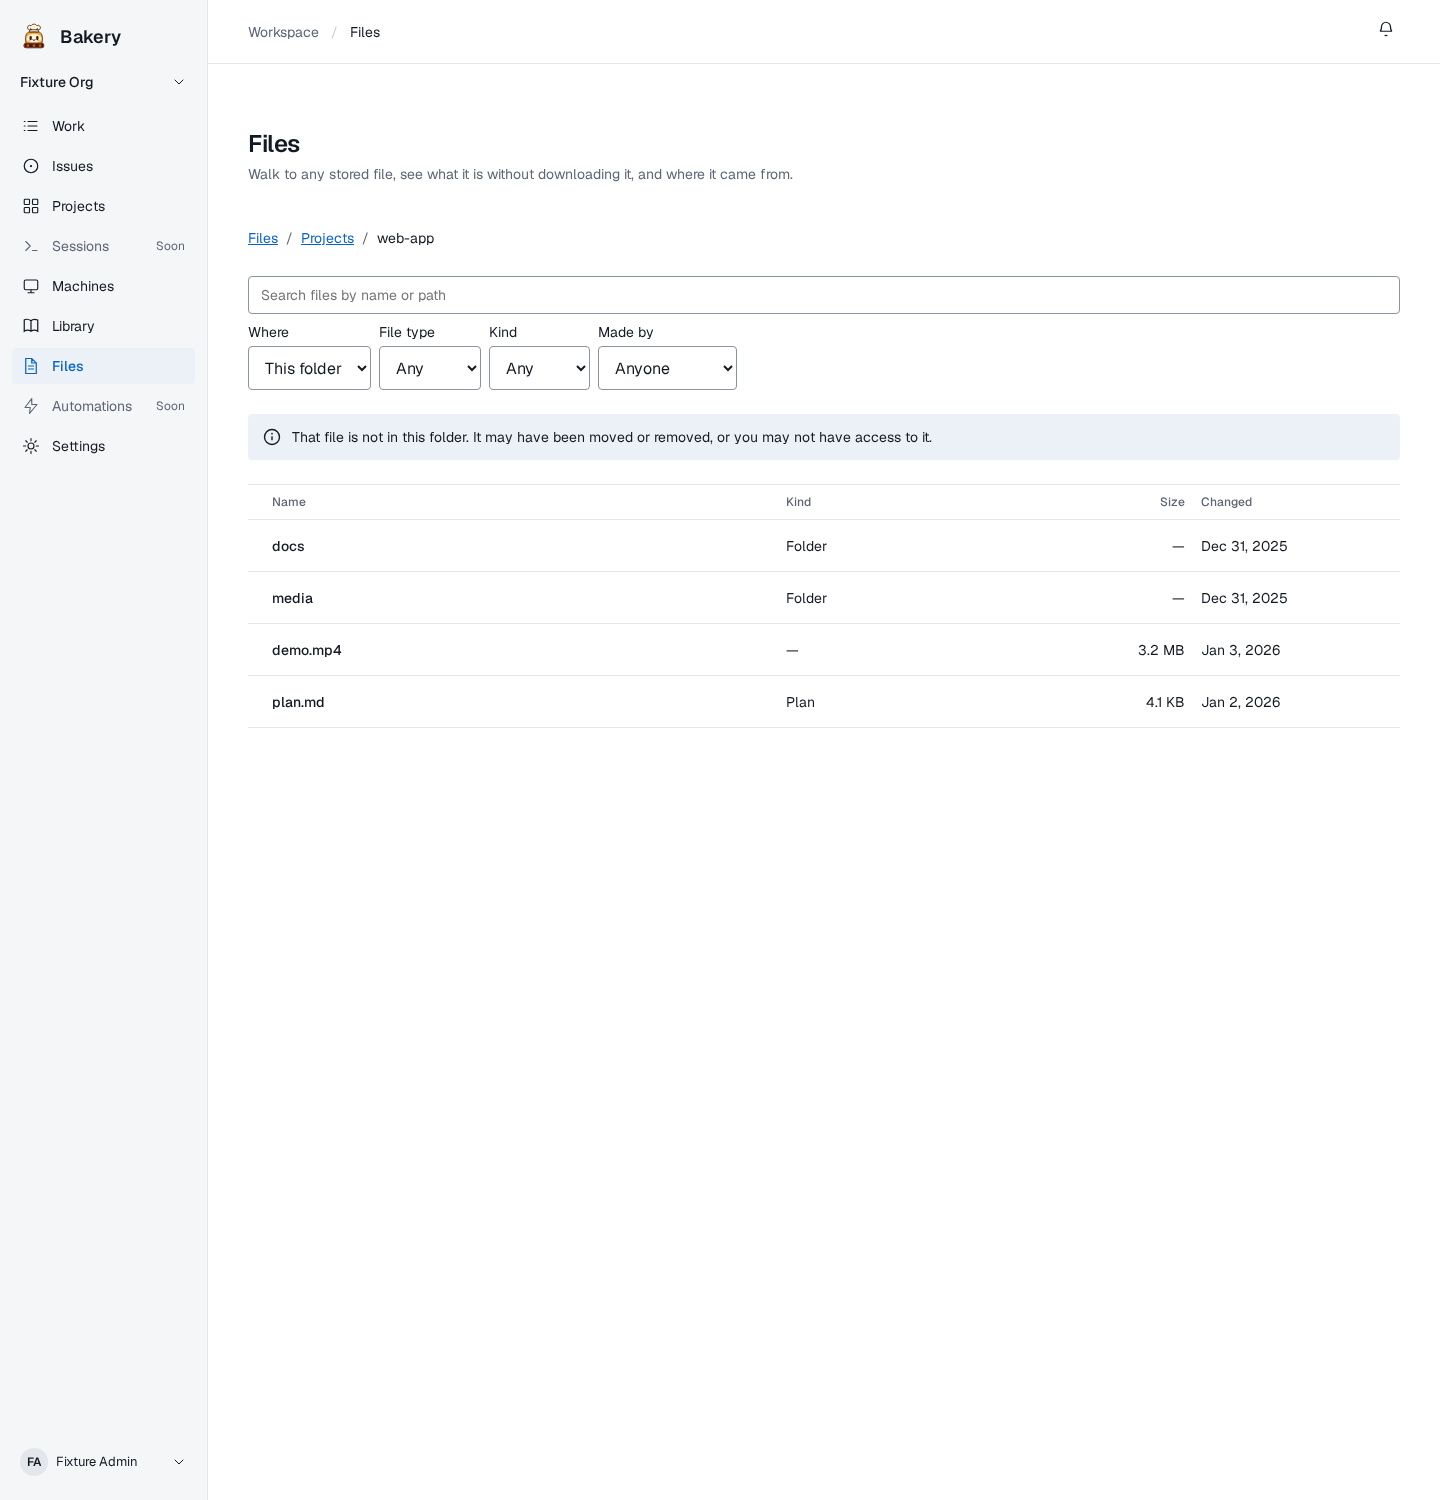 Bakery
Workspace / Files
Fixture Org
Work
Issues
Projects
Sessions Soon
Machines
Library
Files
Automations Soon
Settings
Files
Walk to any stored file, see what it is without downloading it, and where it came from.
Files / Projects / web-app
Search files by name or path
Where File type Kind Made by
This folder Any Any Anyone
That file is not in this folder. It may have been moved or removed, or you may not have access to it.
Name Kind Size Changed
docs Folder — Dec 31, 2025
media Folder — Dec 31, 2025
demo.mp4 — 3.2 MB Jan 3, 2026
plan.md Plan 4.1 KB Jan 2, 2026
FA Fixture Admin